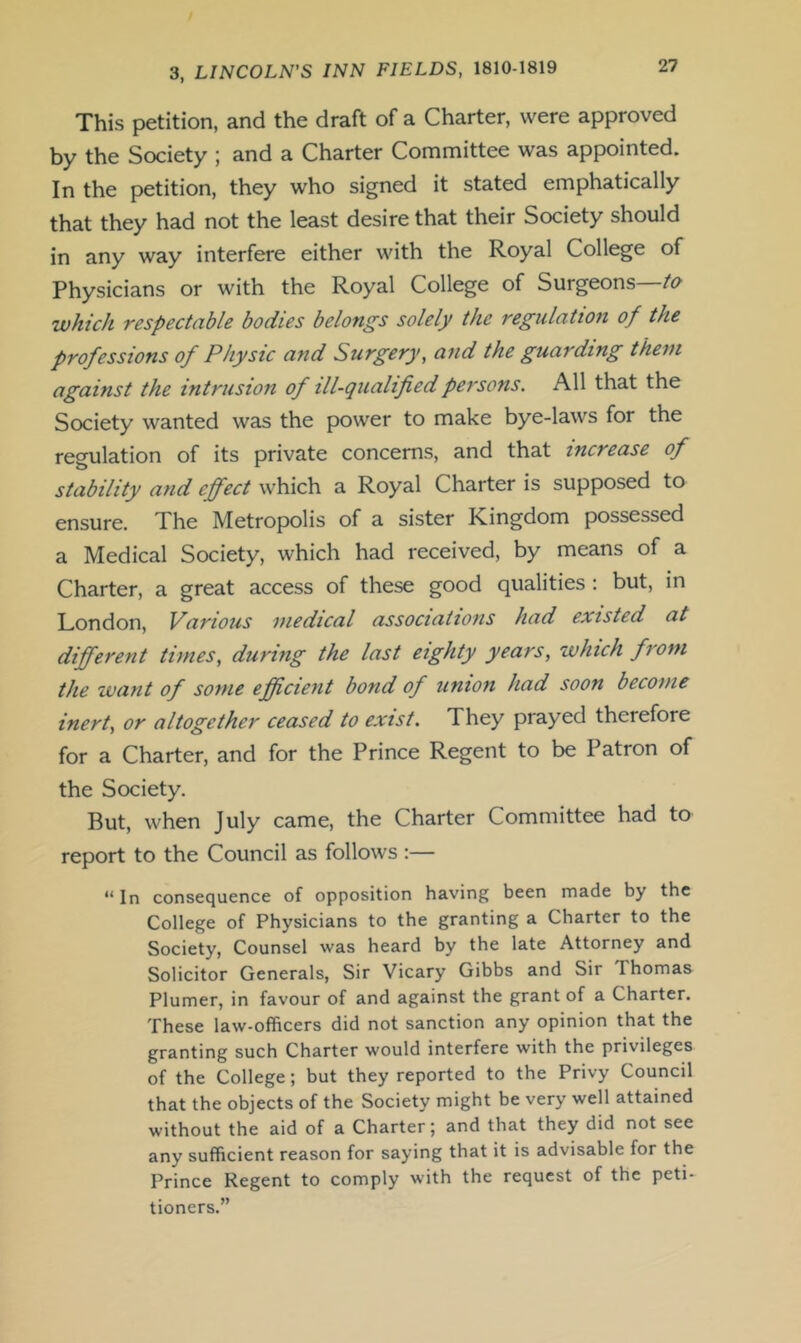 3, LINCOLN'S INN FIELDS, 1810-1819 27
This petition, and the draft of a Charter, were approved
by the Society ; and a Charter Committee was appointed.
In the petition, they who signed it stated emphatically
that they had not the least desire that their Society should
in any way interfere either with the Royal College of
Physicians or with the Royal College of Surgeons—to
which respectable bodies belongs solely the regulation of the
professions of Physic and Surgery, and the guarding them
against the intrusion of ill-qualified persons. All that the
Society wanted was the power to make bye-laws for the
regulation of its private concerns, and that increase of
stability and effect which a Royal Charter is supposed to
ensure. The Metropolis of a sister Kingdom possessed
a Medical Society, which had received, by means of a
Charter, a great access of these good qualities : but, in
London, Various medical associations had existed at
different times, during the last eighty years, which from
the want of some efficient bond of union had soon become
inert, or altogether ceased to exist. They prayed therefore
for a Charter, and for the Prince Regent to be Patron of
the Society.
But, when July came, the Charter Committee had to
report to the Council as follows :—
“In consequence of opposition having been made by the
College of Physicians to the granting a Charter to the
Society, Counsel was heard by the late Attorney and
Solicitor Generals, Sir Vicary Gibbs and Sir Thomas
Plumer, in favour of and against the grant of a Charter.
These law-officers did not sanction any opinion that the
granting such Charter would interfere with the privileges
of the College; but they reported to the Privy Council
that the objects of the Society might be very well attained
without the aid of a Charter; and that they did not see
any sufficient reason for saying that it is advisable for the
Prince Regent to comply with the request of the peti-
tioners.”